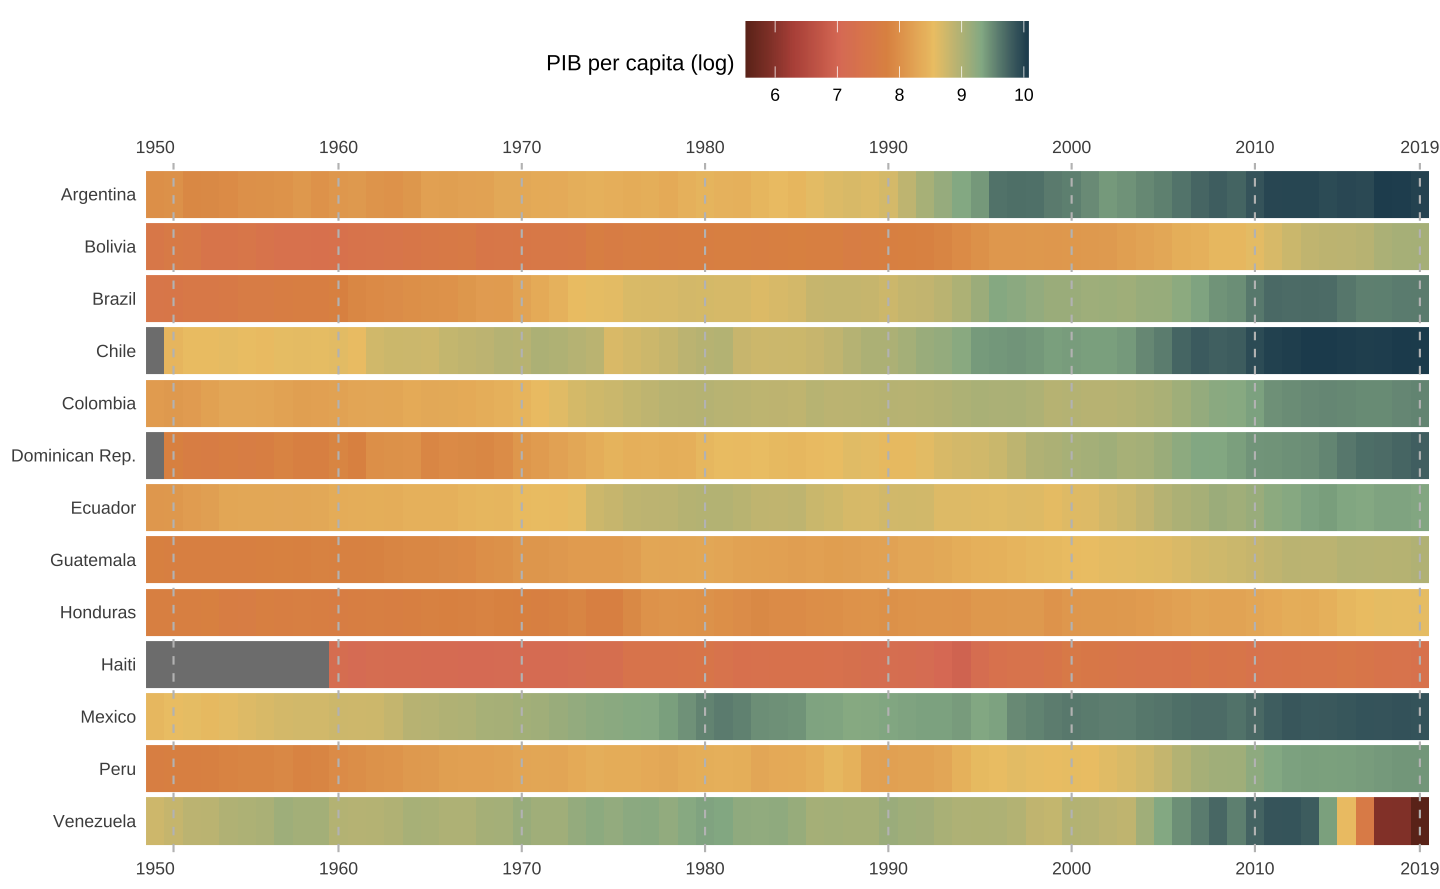 PIB per capita (log)
6 7 8 9 10
1950 1960 1970 1980 1990 2000 2010 2019
Argentina
Bolivia
Brazil
Chile
Colombia
Dominican Rep.
Ecuador
Guatemala
Honduras
Haiti
Mexico
Peru
Venezuela
1950 1960 1970 1980 1990 2000 2010 2019